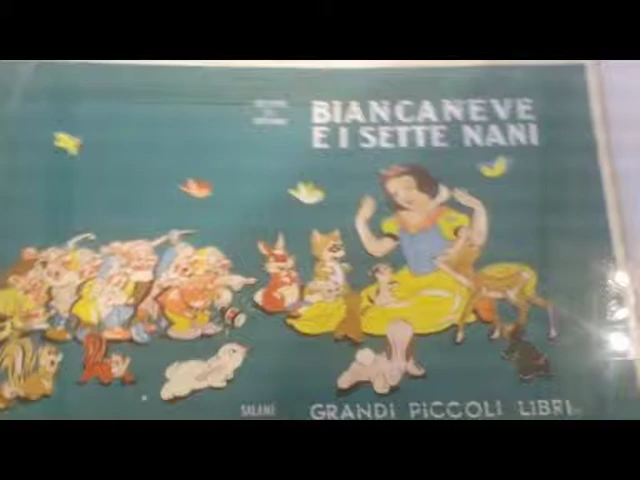 BIANCANEVE
E I SETTE NANI
SALANI
GRANDI PICCOLI LIBRI